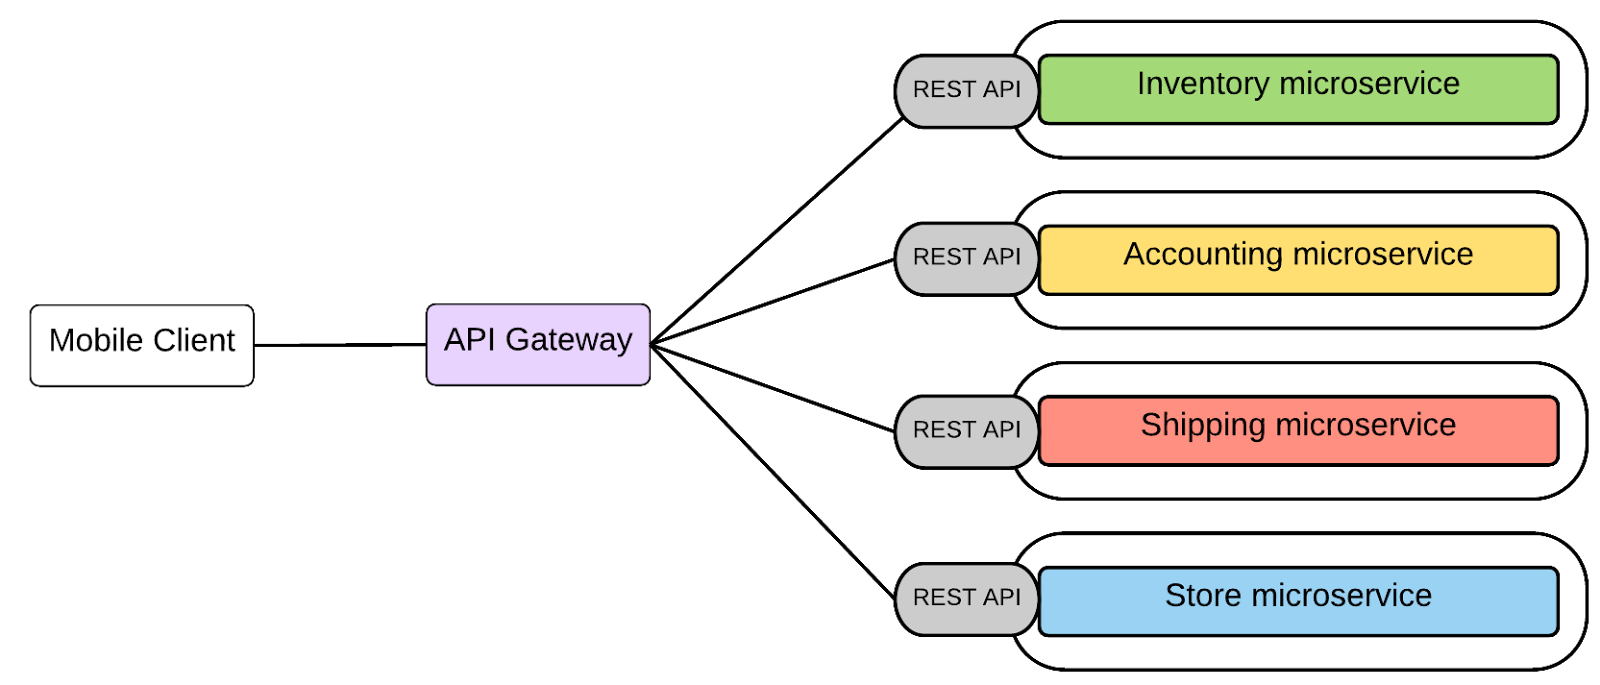 Mobile Client
API Gateway
REST API
Inventory microservice
REST API
Accounting microservice
REST API
Shipping microservice
REST API
Store microservice